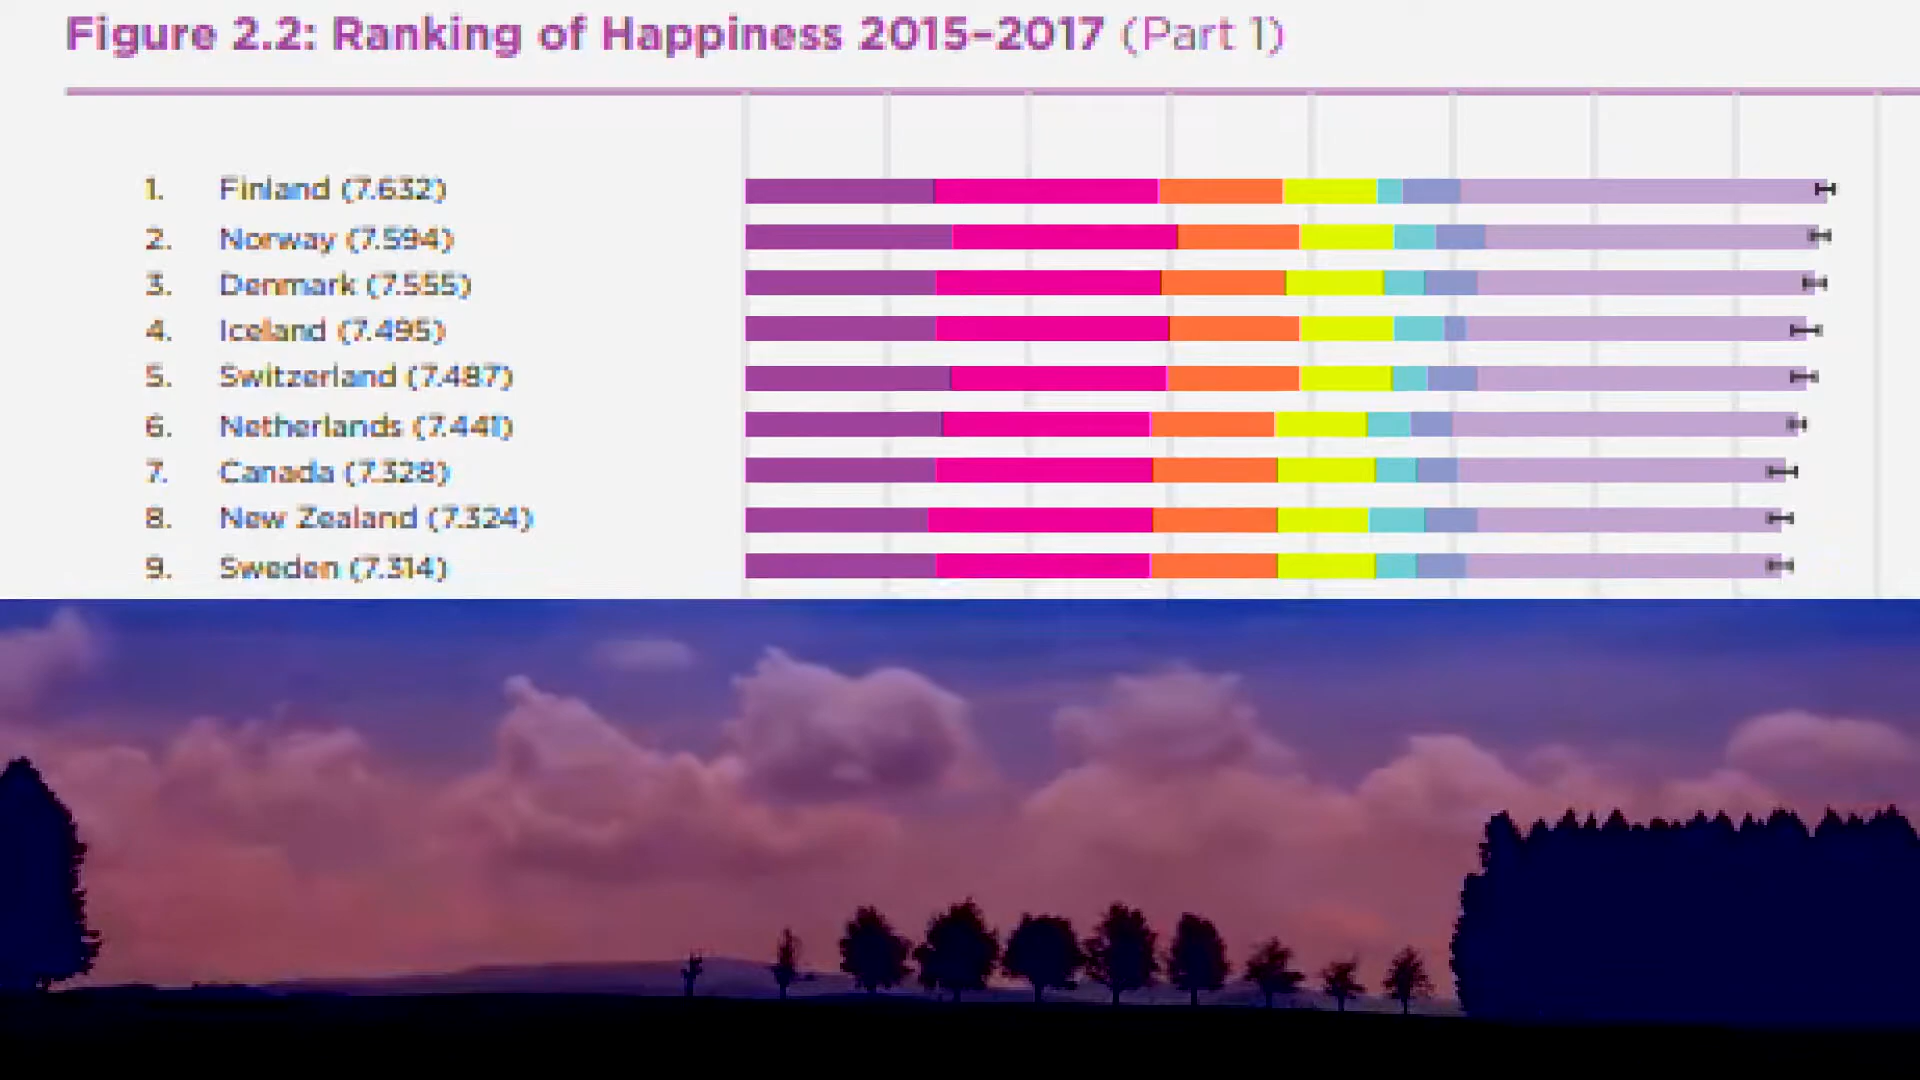 Figure 2.2: Ranking of Happiness 2015–2017 (Part 1)
1. Finland (7.632)
2. Norway (7.594)
3. Denmark (7.555)
4. Iceland (7.495)
5. Switzerland (7.487)
6. Netherlands (7.441)
7. Canada (7.328)
8. New Zealand (7.324)
9. Sweden (7.314)